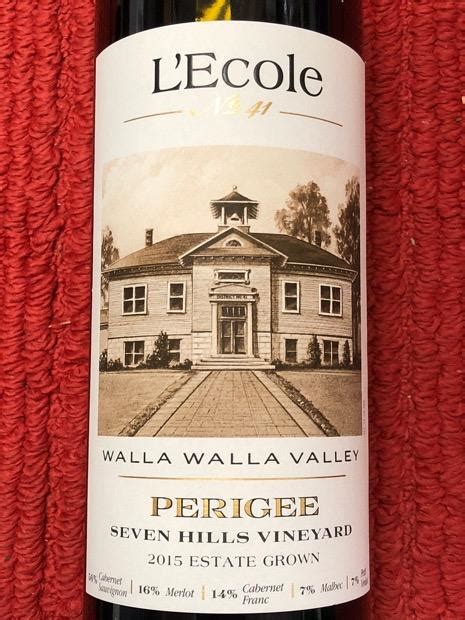 L'Ecole
Nº 41
WALLA WALLA VALLEY
PERIGEE
SEVEN HILLS VINEYARD
2015 ESTATE GROWN
Cabernet Sauvignon | 16% Merlot | 14% Cabernet Franc | 7% Malbec | 7%